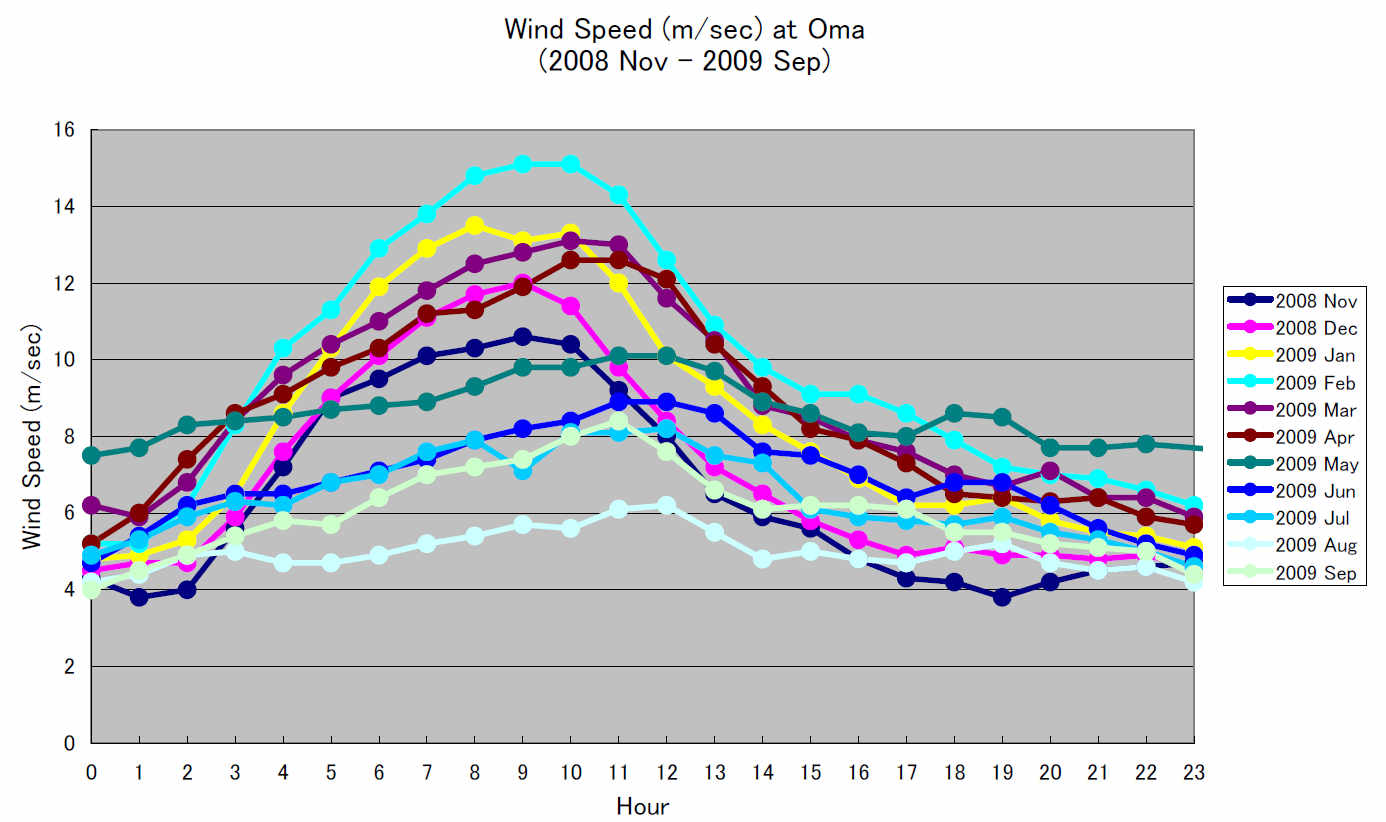 Wind Speed (m/sec) at Oma
(2008 Nov - 2009 Sep)
Wind Speed (m/sec)
16
14
12
10
8
6
4
2
0
0 1 2 3 4 5 6 7 8 9 10 11 12 13 14 15 16 17 18 19 20 21 22 23
Hour
2008 Nov
2008 Dec
2009 Jan
2009 Feb
2009 Mar
2009 Apr
2009 May
2009 Jun
2009 Jul
2009 Aug
2009 Sep